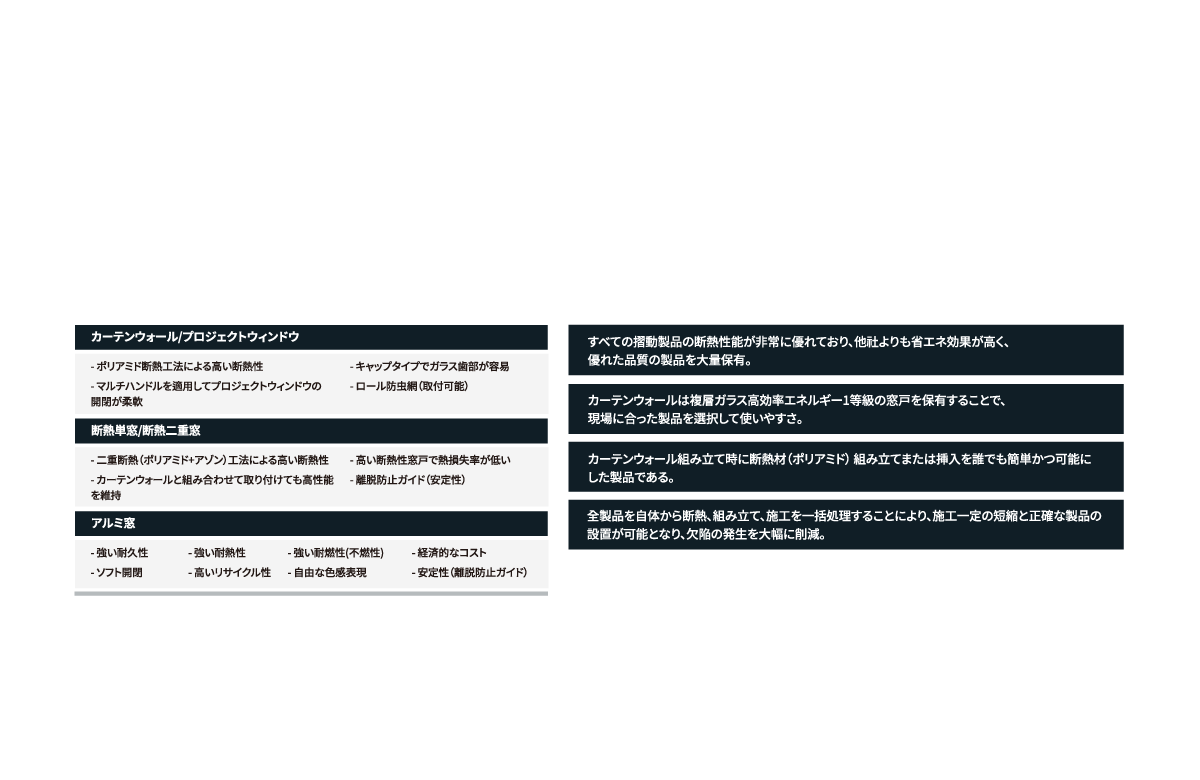 カーテンウォール/プロジェクトウィンドウ
- ポリアミド断熱工法による高い断熱性
- キャップタイプでガラス歯部が容易
- マルチハンドルを適用してプロジェクトウィンドウの
開閉が柔軟
- ロール防虫網（取付可能）
断熱単窓/断熱二重窓
- 二重断熱（ポリアミド+アゾン）工法による高い断熱性
- 高い断熱性窓戸で熱損失率が低い
- カーテンウォールと組み合わせて取り付けても高性能
を維持
- 離脱防止ガイド（安定性）
アルミ窓
- 強い耐久性
- 強い耐熱性
- 強い耐燃性(不燃性)
- 経済的なコスト
- ソフト開閉
- 高いリサイクル性
- 自由な色感表現
- 安定性（離脱防止ガイド）
すべての摺動製品の断熱性能が非常に優れており、他社よりも省エネ効果が高く、
優れた品質の製品を大量保有。
カーテンウォールは複層ガラス高効率エネルギー1等級の窓戸を保有することで、
現場に合った製品を選択して使いやすさ。
カーテンウォール組み立て時に断熱材（ポリアミド） 組み立てまたは挿入を誰でも簡単かつ可能に
した製品である。
全製品を自体から断熱、組み立て、施工を一括処理することにより、施工一定の短縮と正確な製品の
設置が可能となり、欠陥の発生を大幅に削減。